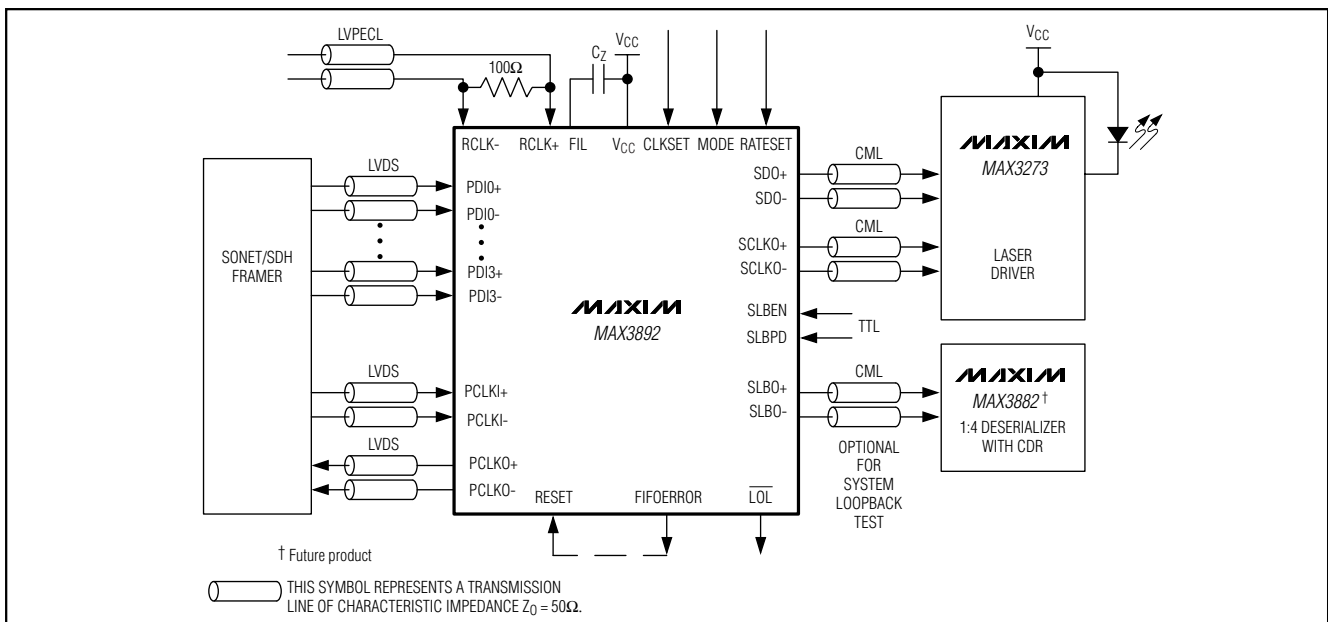 LVPECL
100Ω
CZ
VCC
VCC
RCLK- RCLK+ FIL VCC CLKSET MODE RATESET
SONET/SDH
FRAMER
LVDS
PDI0+
PDI0-
PDI3+
PDI3-
LVDS
PCLKI+
PCLKI-
LVDS
PCLKO+
PCLKO-
MAXIM
MAX3892
RESET FIFOERROR LOL
SDO+
SDO-
SCLKO+
SCLKO-
SLBEN
SLBPD
TTL
SLBO+
SLBO-
CML
CML
CML
OPTIONAL
FOR
SYSTEM
LOOPBACK
TEST
MAXIM
MAX3273
LASER
DRIVER
MAXIM
MAX3882†
1:4 DESERIALIZER
WITH CDR
† Future product
THIS SYMBOL REPRESENTS A TRANSMISSION
LINE OF CHARACTERISTIC IMPEDANCE Z0 = 50Ω.